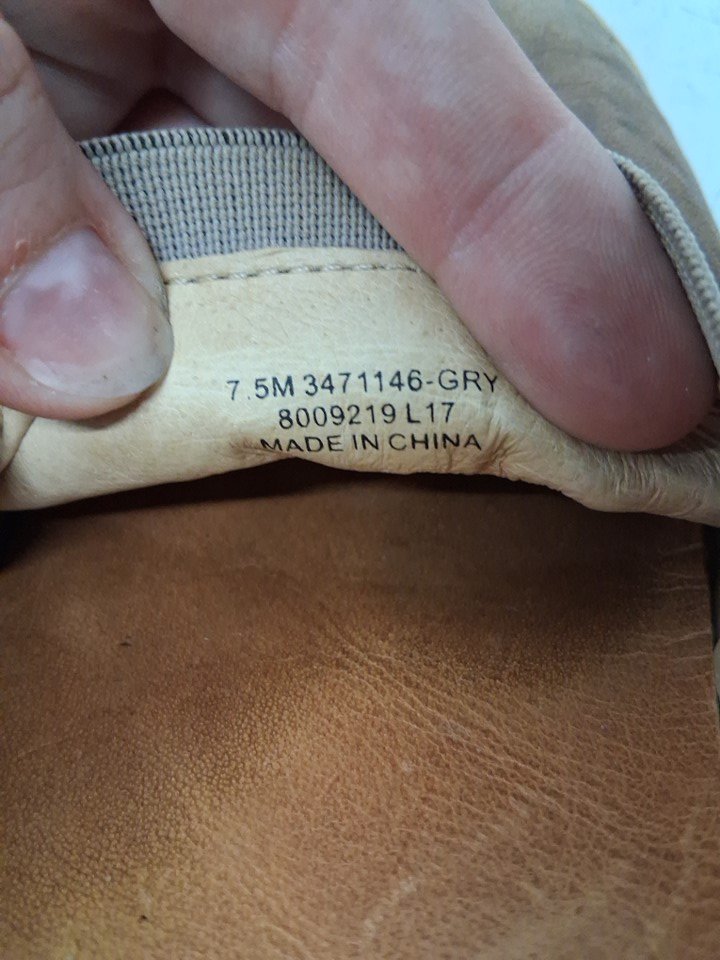 7.5M 3471146-GRY
8009219 L17
MADE IN CHINA